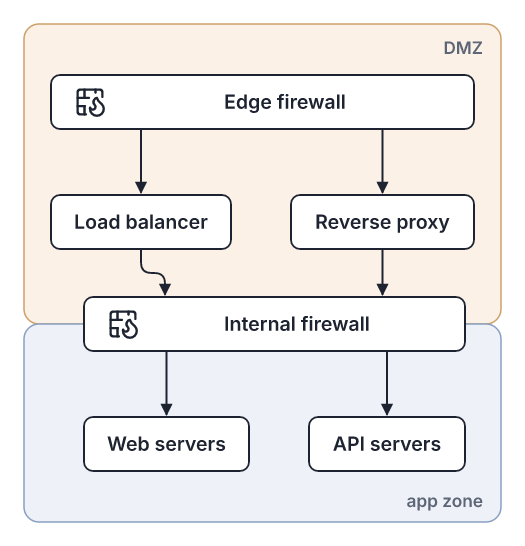 DMZ
Edge firewall
Load balancer
Reverse proxy
Internal firewall
Web servers
API servers
app zone